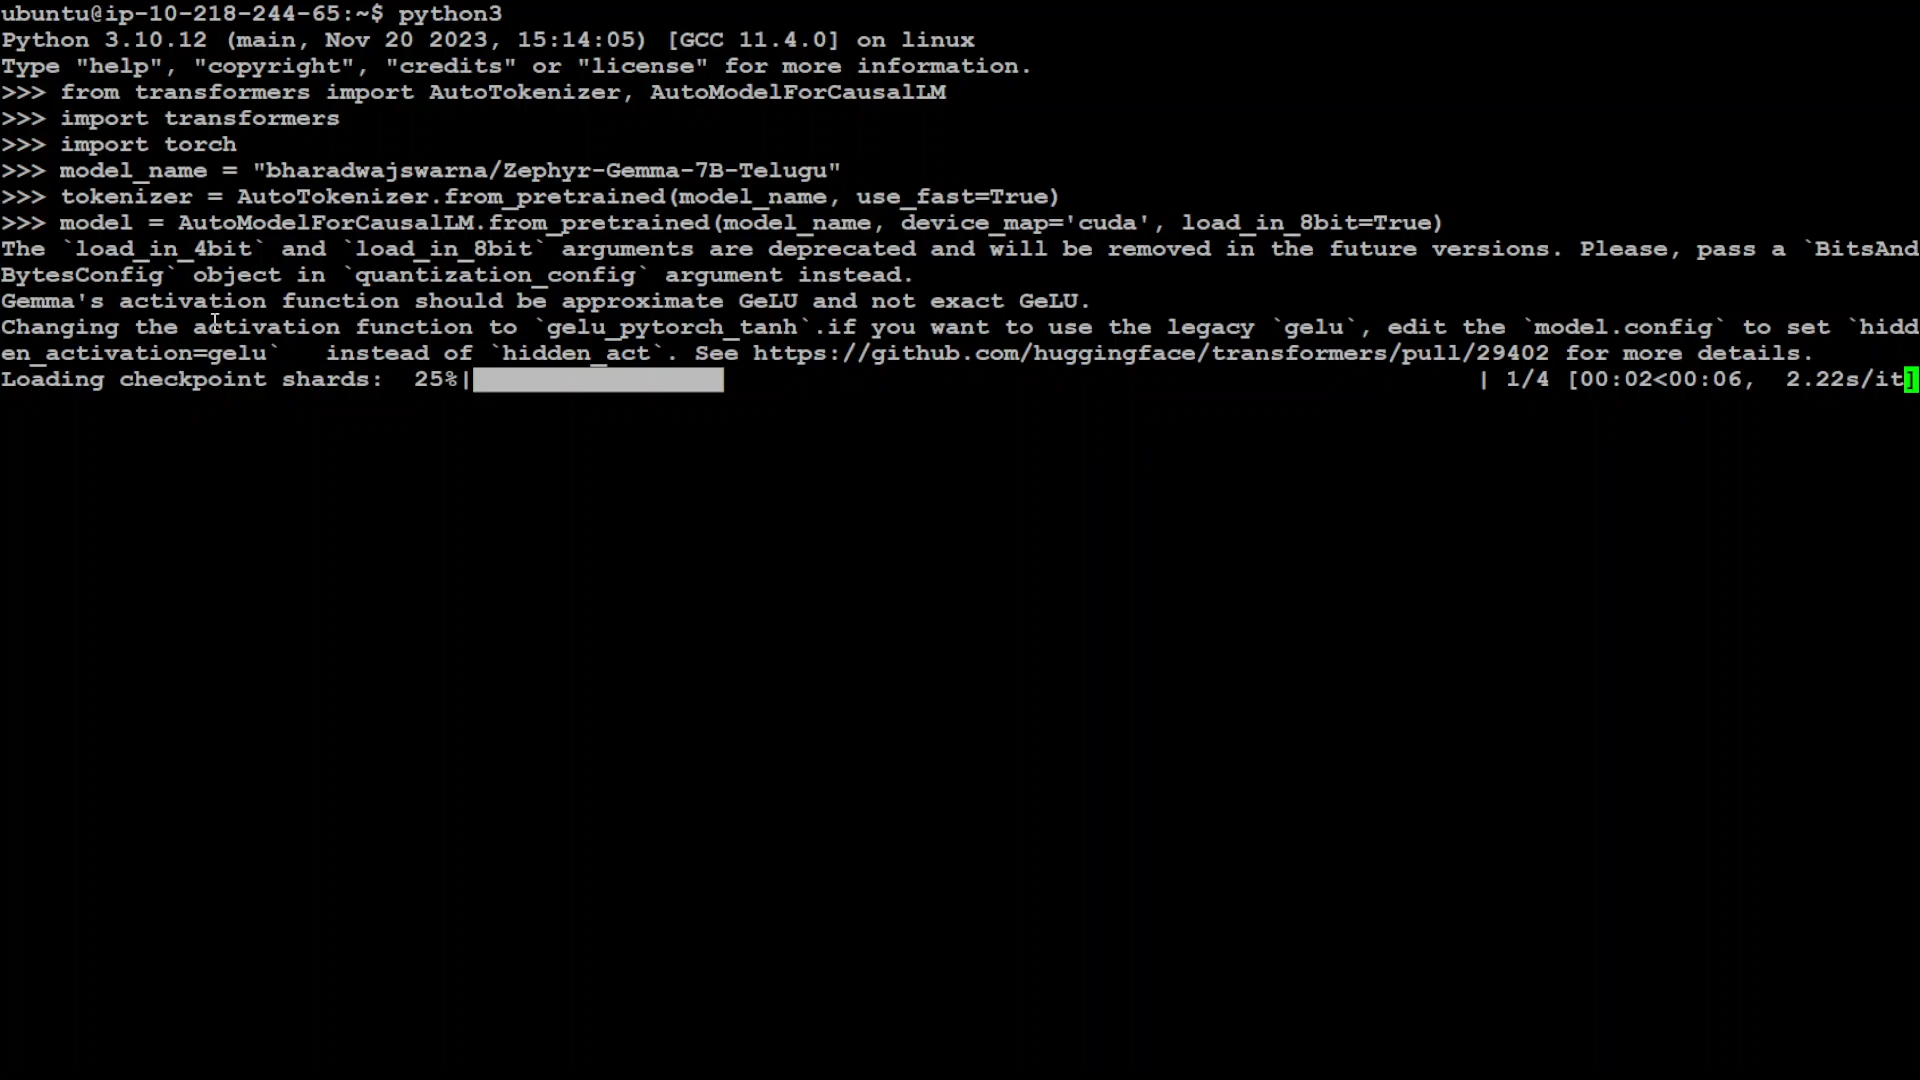 ubuntu@ip-10-218-244-65:~$ python3
Python 3.10.12 (main, Nov 20 2023, 15:14:05) [GCC 11.4.0] on linux
Type "help", "copyright", "credits" or "license" for more information.
>>> from transformers import AutoTokenizer, AutoModelForCausalLM
>>> import transformers
>>> import torch
>>> model_name = "bharadwajswarna/Zephyr-Gemma-7B-Telugu"
>>> tokenizer = AutoTokenizer.from_pretrained(model_name, use_fast=True)
>>> model = AutoModelForCausalLM.from_pretrained(model_name, device_map='cuda', load_in_8bit=True)
The `load_in_4bit` and `load_in_8bit` arguments are deprecated and will be removed in the future versions. Please, pass a `BitsAnd
BytesConfig` object in `quantization_config` argument instead.
Gemma's activation function should be approximate GeLU and not exact GeLU.
Changing the activation function to `gelu_pytorch_tanh`.if you want to use the legacy `gelu`, edit the `model.config` to set `hidd
en_activation=gelu`   instead of `hidden_act`. See https://github.com/huggingface/transformers/pull/29402 for more details.
Loading checkpoint shards:  25%| | 1/4 [00:02<00:06,  2.22s/it]